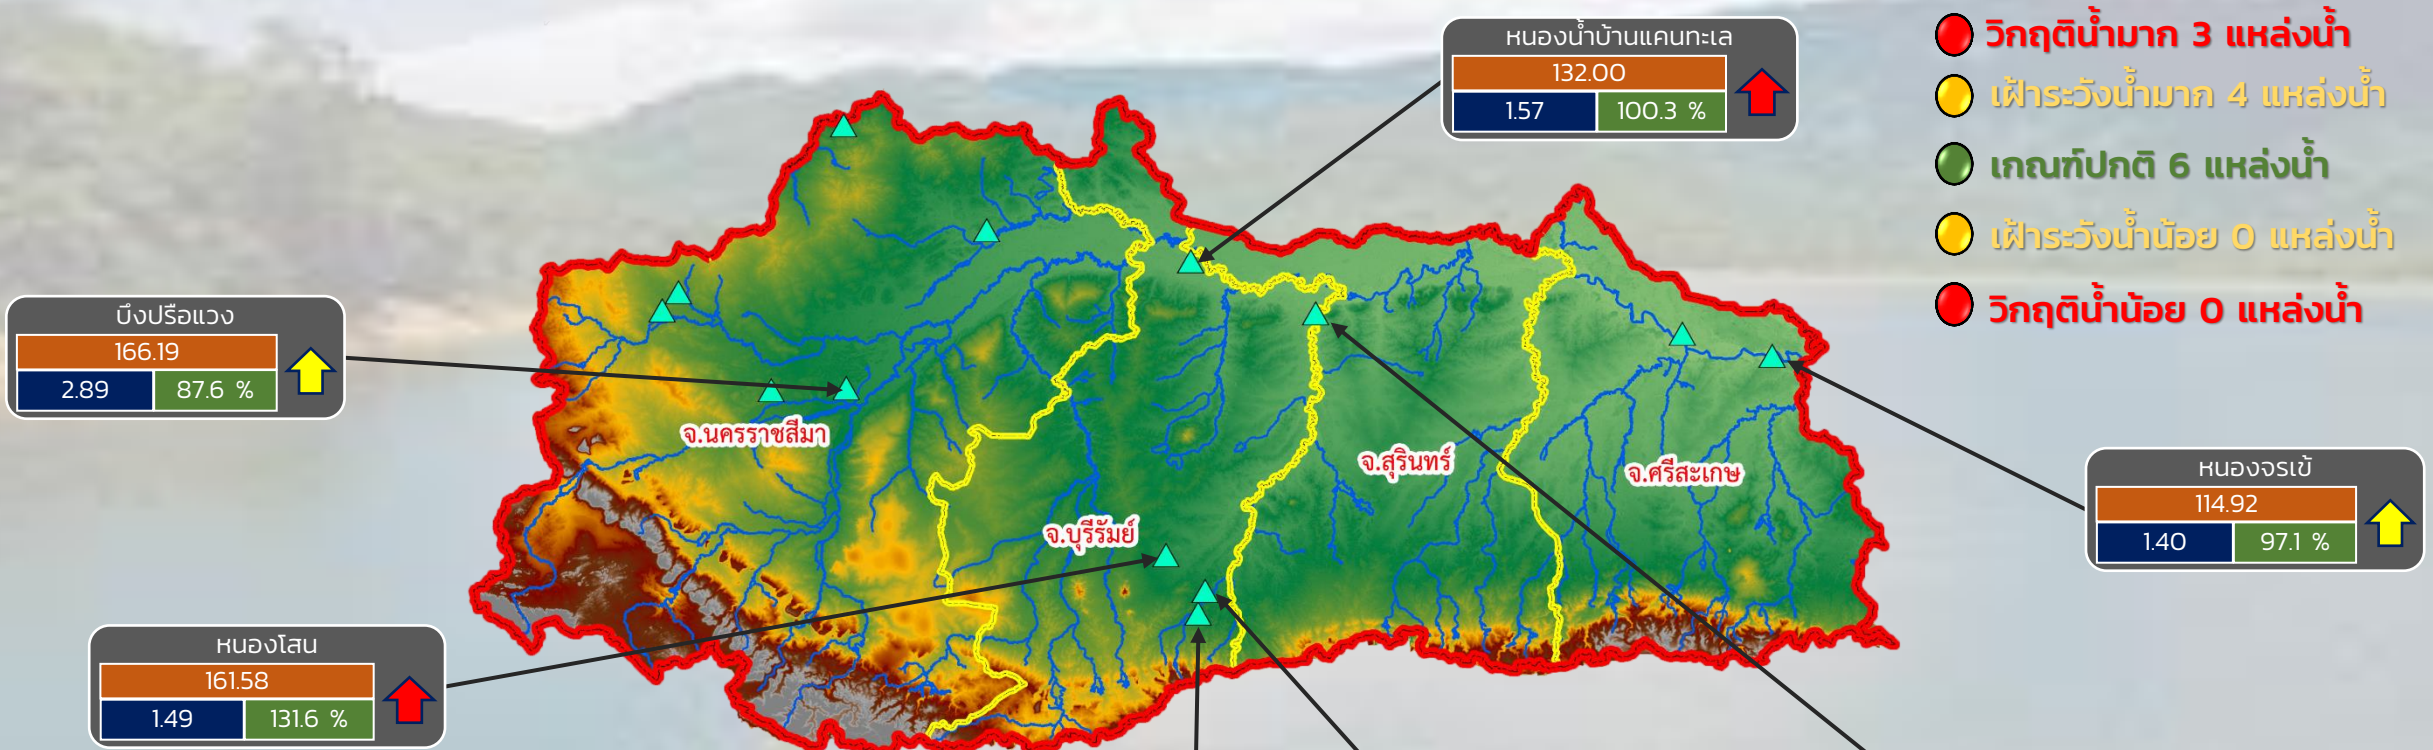 หนองน้ำบ้านแคนทะเล
132.00
1.57 100.3 %
วิกฤติน้ำมาก 3 แหล่งน้ำ
เฝ้าระวังน้ำมาก 4 แหล่งน้ำ
เกณฑ์ปกติ 6 แหล่งน้ำ
เฝ้าระวังน้ำน้อย 0 แหล่งน้ำ
วิกฤติน้ำน้อย 0 แหล่งน้ำ
บึงปรือแวง
166.19
2.89 87.6 %
จ.นครราชสีมา
จ.สุรินทร์
จ.ศรีสะเกษ
จ.บุรีรัมย์
หนองจรเข้
114.92
1.40 97.1 %
หนองโสน
161.58
1.49 131.6 %